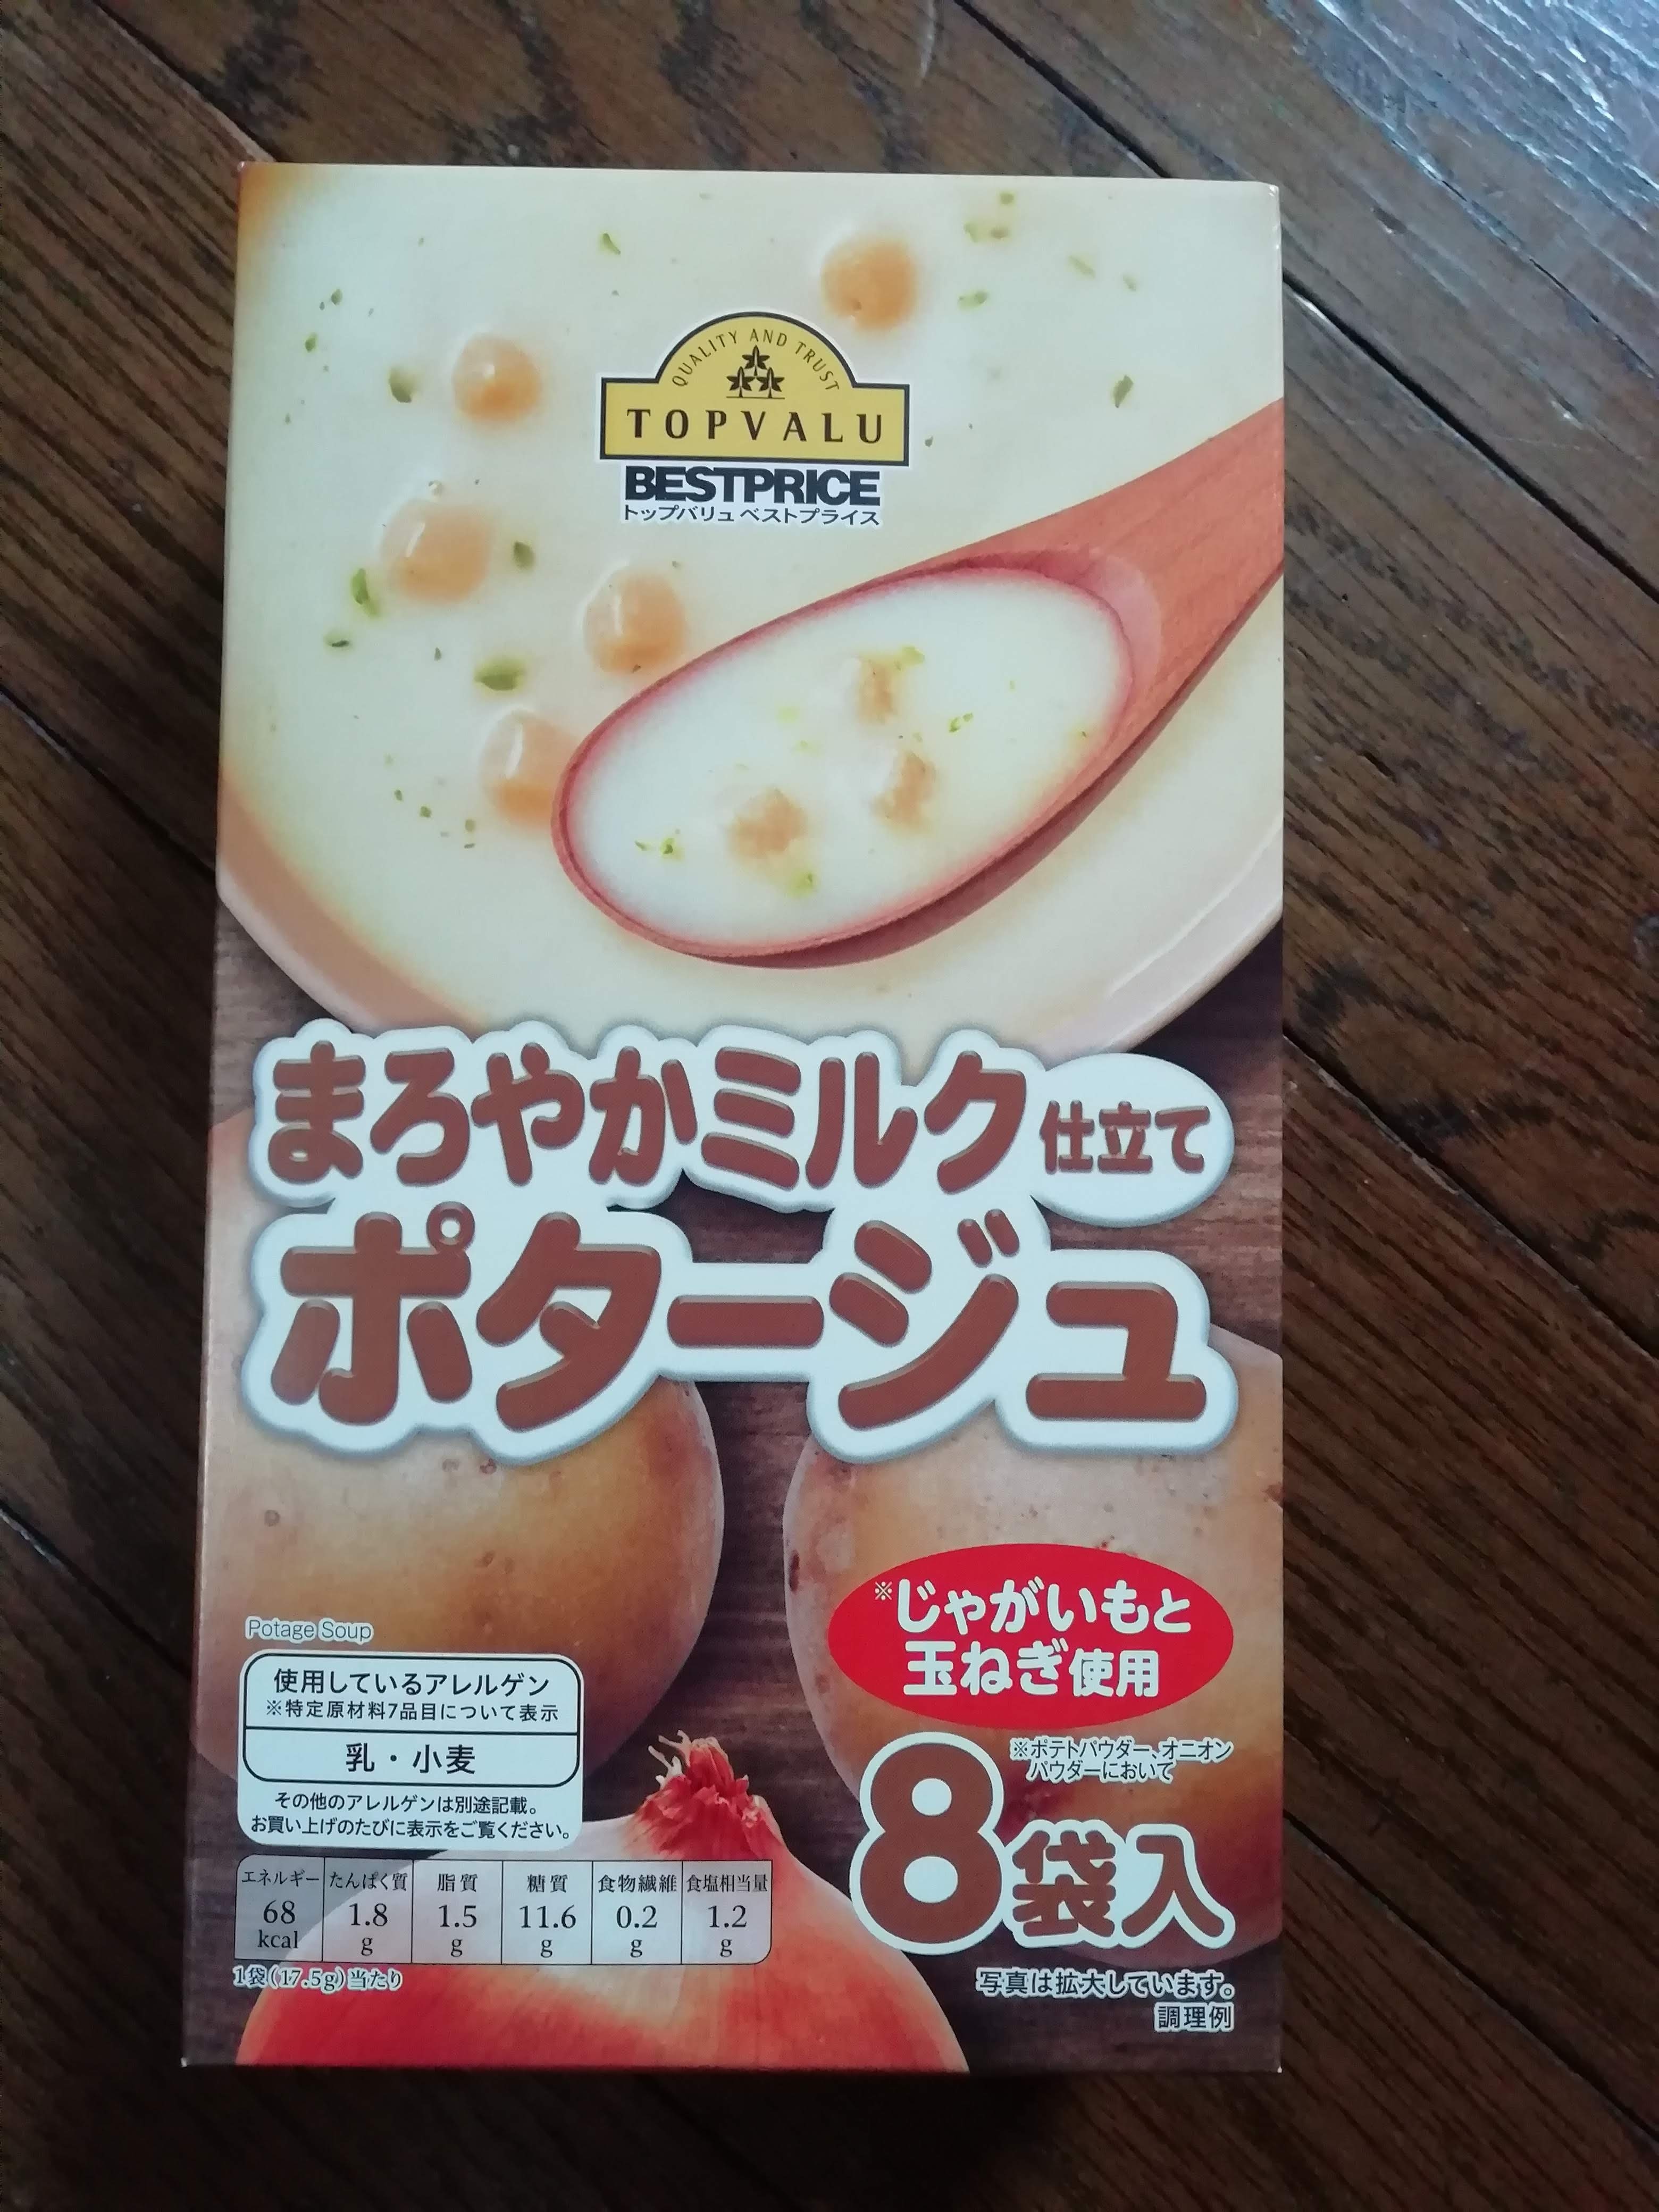 QUALITY AND TRUST
TOPVALU
BESTPRICE
トップバリュ ベストプライス
まろやかミルク仕立て
ポタージュ
※じゃがいもと
玉ねぎ使用
※ポテトパウダー、オニオン
パウダーにおいて
8袋入
写真は拡大しています。
調理例
Potage Soup
使用しているアレルゲン
※特定原材料7品目について表示
乳・小麦
その他のアレルゲンは別途記載。
お買い上げのたびに表示をご覧ください。
エネルギー たんぱく質 脂質 糖質 食物繊維 食塩相当量
68 1.8 1.5 11.6 0.2 1.2
kcal g g g g g
1袋(17.5g)当たり